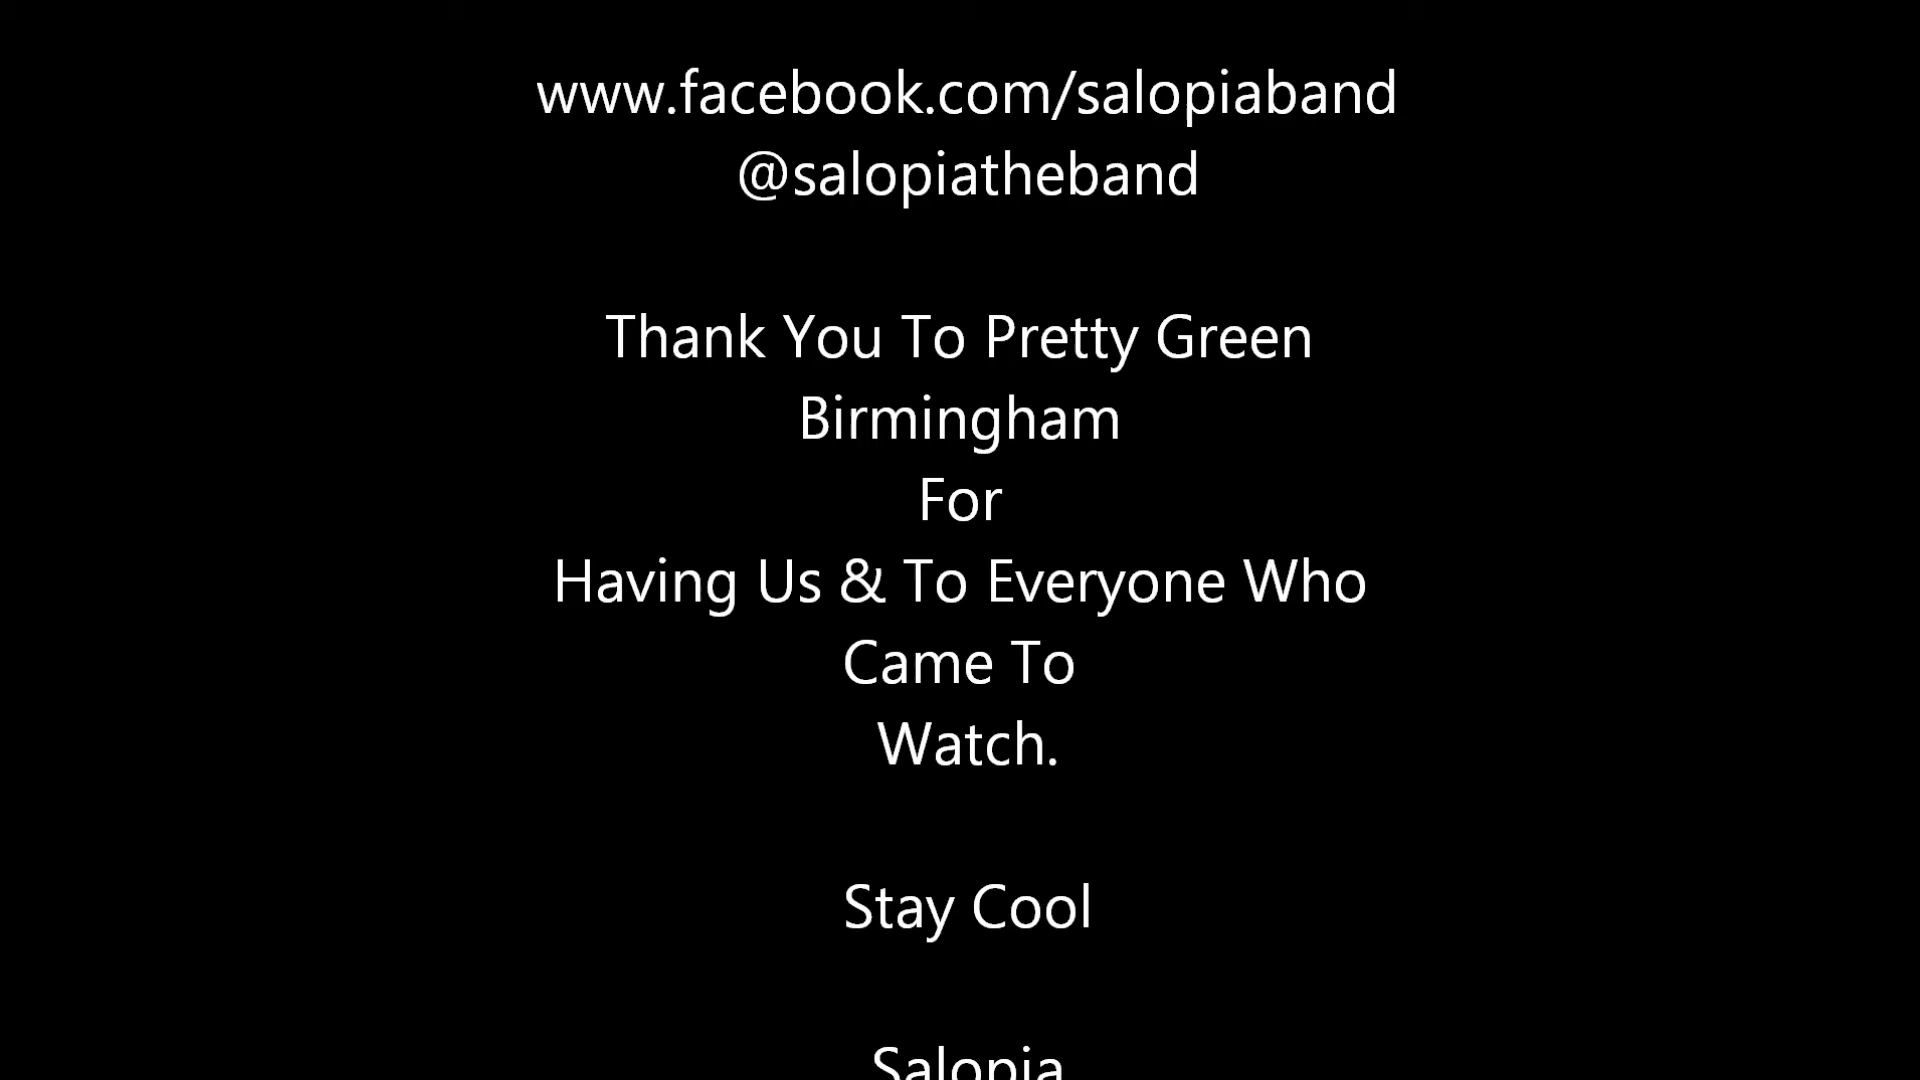 www.facebook.com/salopiaband
@salopiatheband
Thank You To Pretty Green
Birmingham
For
Having Us & To Everyone Who
Came To
Watch.
Stay Cool
Salopia